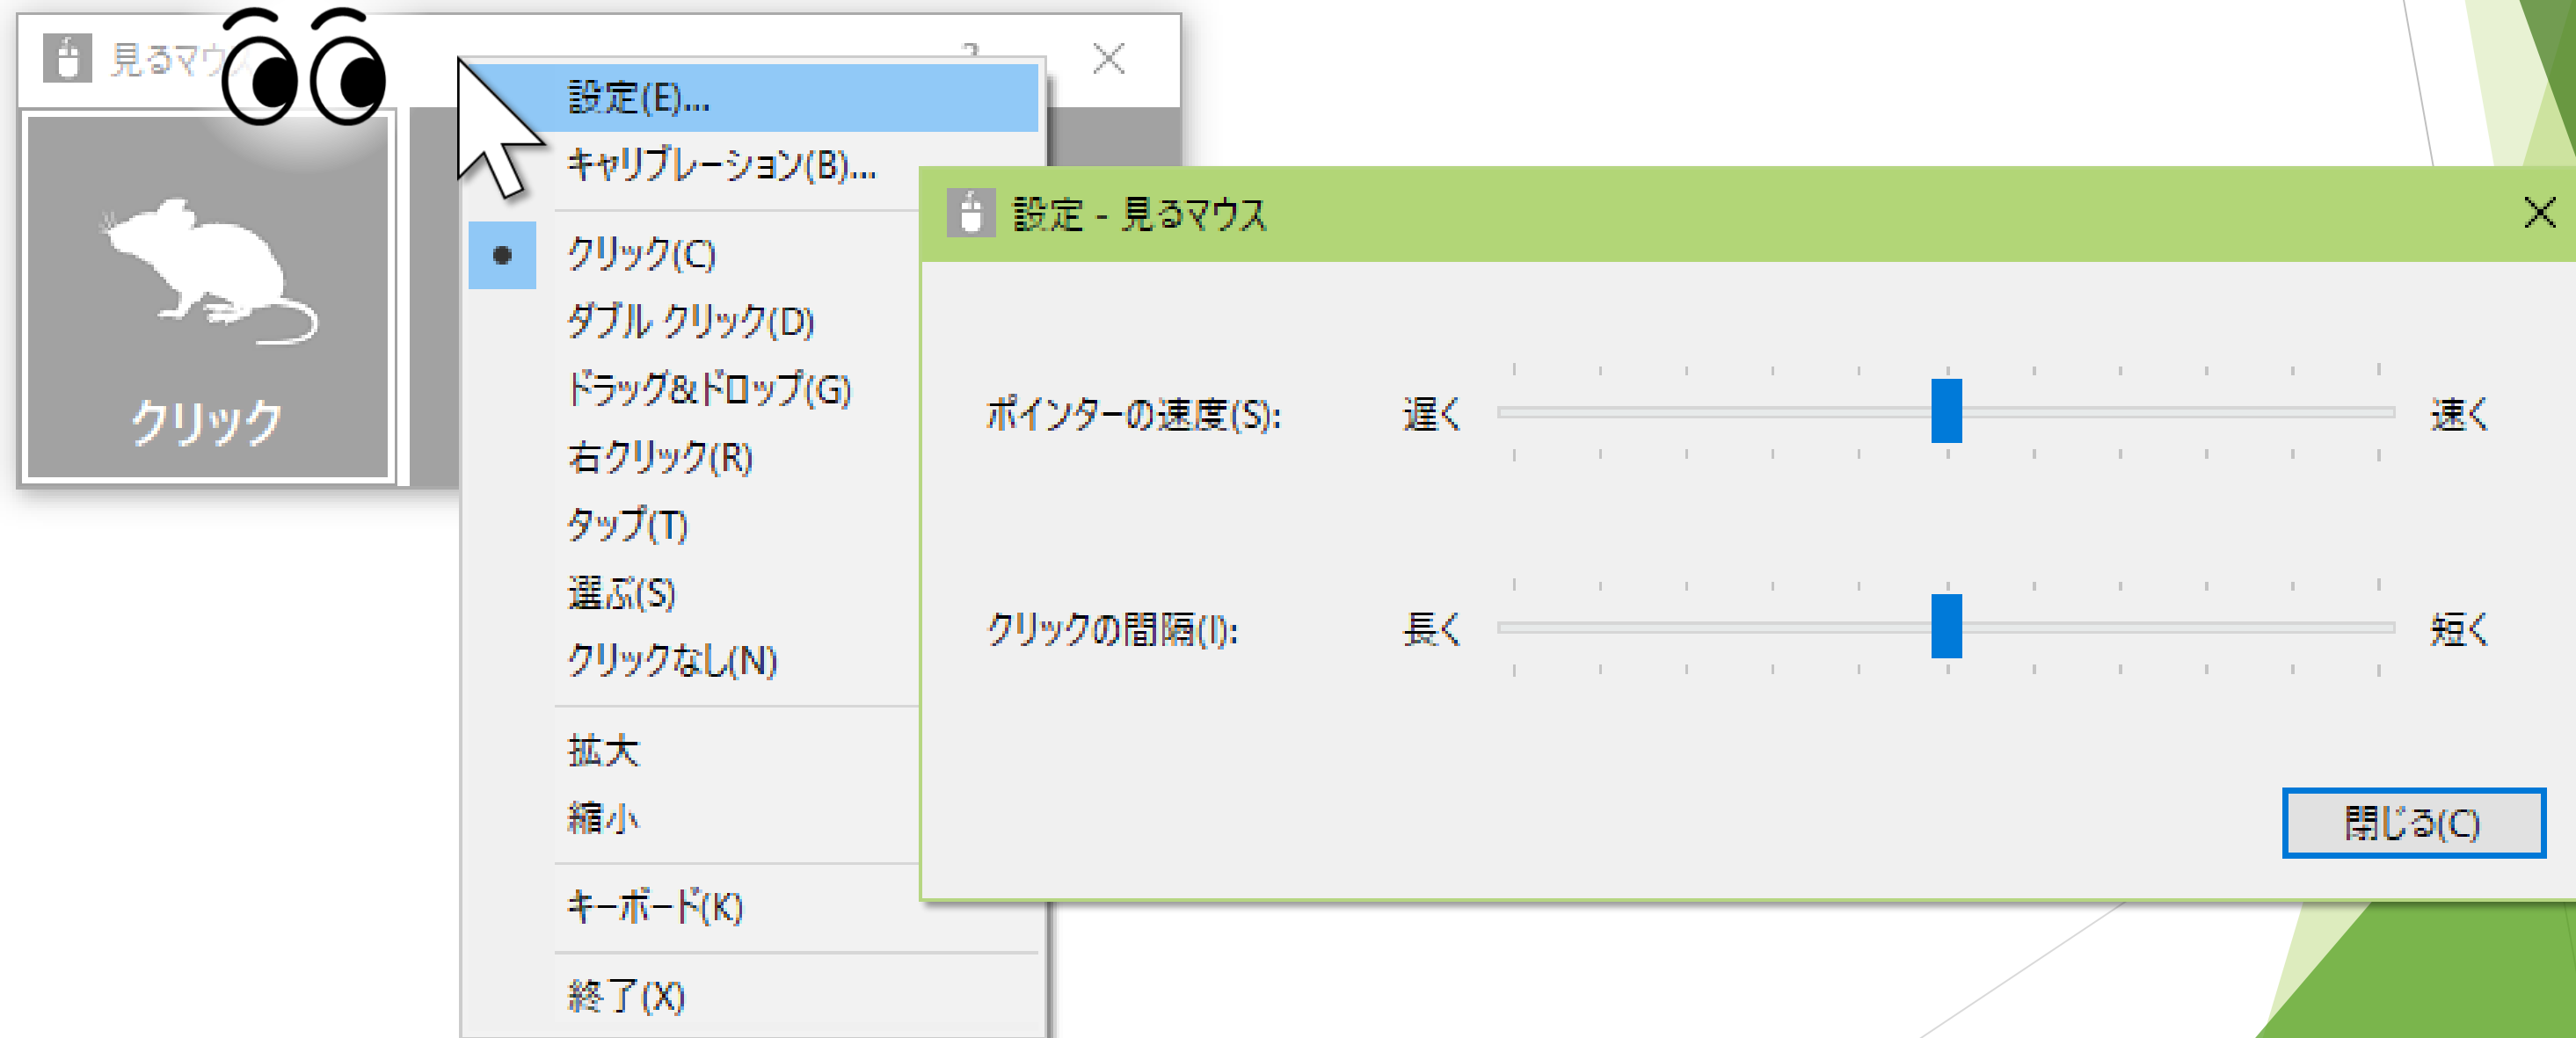 見るマウス
クリック
設定(E)...
キャリブレーション(B)...
クリック(C)
ダブル クリック(D)
ドラッグ&ドロップ(G)
右クリック(R)
タップ(T)
選ぶ(S)
クリックなし(N)
拡大
縮小
キーボード(K)
終了(X)
設定 - 見るマウス
ポインターの速度(S): 遅く 速く
クリックの間隔(I): 長く 短く
閉じる(C)